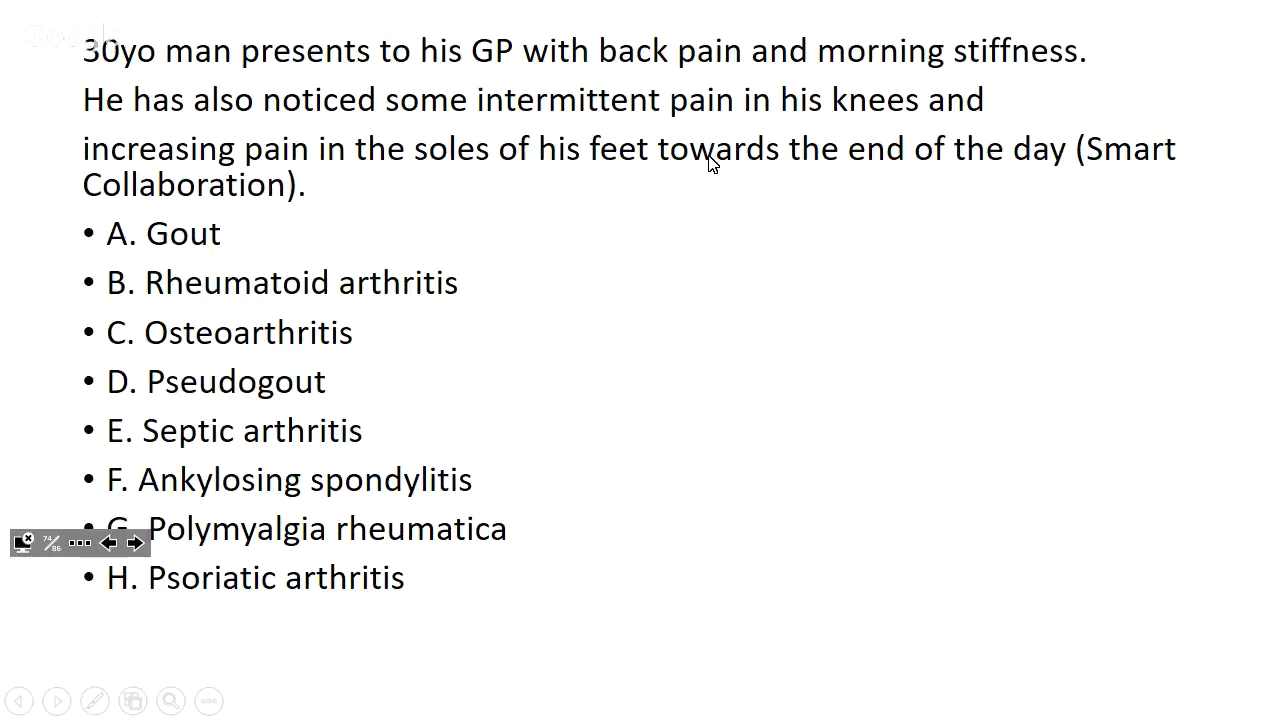 30yo man presents to his GP with back pain and morning stiffness.
He has also noticed some intermittent pain in his knees and
increasing pain in the soles of his feet towards the end of the day (Smart
Collaboration).
• A. Gout
• B. Rheumatoid arthritis
• C. Osteoarthritis
• D. Pseudogout
• E. Septic arthritis
• F. Ankylosing spondylitis
• G. Polymyalgia rheumatica
74/86
• H. Psoriatic arthritis